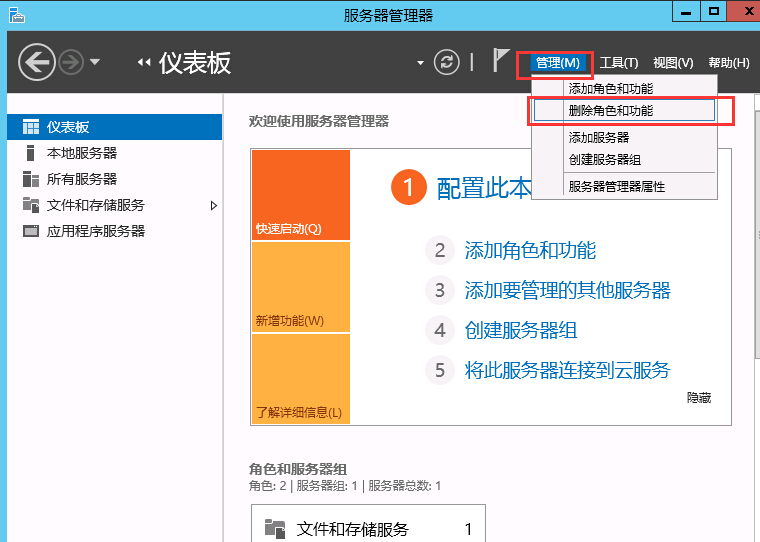 服务器管理器
仪表板
管理(M) 工具(T) 视图(V) 帮助(H)
添加角色和功能
删除角色和功能
添加服务器
创建服务器组
服务器管理器属性
仪表板
本地服务器
所有服务器
文件和存储服务
应用程序服务器
欢迎使用服务器管理器
快速启动(Q)
新增功能(W)
了解详细信息(L)
1 配置此本
2 添加角色和功能
3 添加要管理的其他服务器
4 创建服务器组
5 将此服务器连接到云服务
隐藏
角色和服务器组
角色: 2 | 服务器组: 1 | 服务器总数: 1
文件和存储服务 1